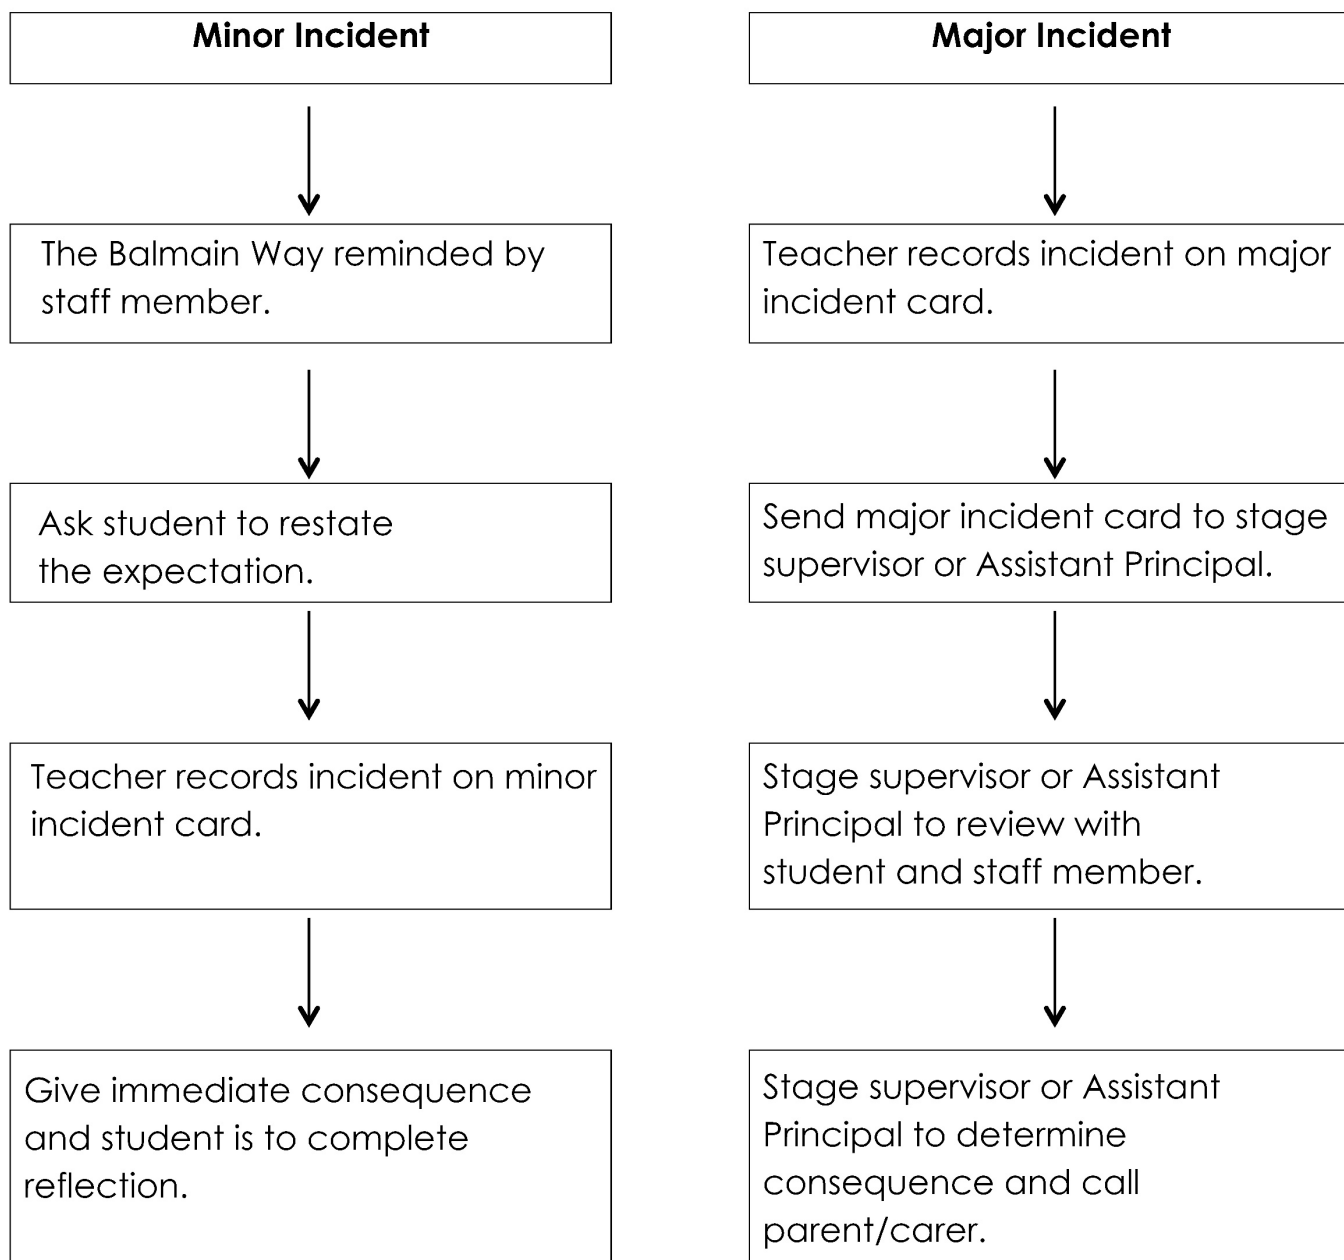 Minor Incident
The Balmain Way reminded by
staff member.
Ask student to restate
the expectation.
Teacher records incident on minor
incident card.
Give immediate consequence
and student is to complete
reflection.
Major Incident
Teacher records incident on major
incident card.
Send major incident card to stage
supervisor or Assistant Principal.
Stage supervisor or Assistant
Principal to review with
student and staff member.
Stage supervisor or Assistant
Principal to determine
consequence and call
parent/carer.